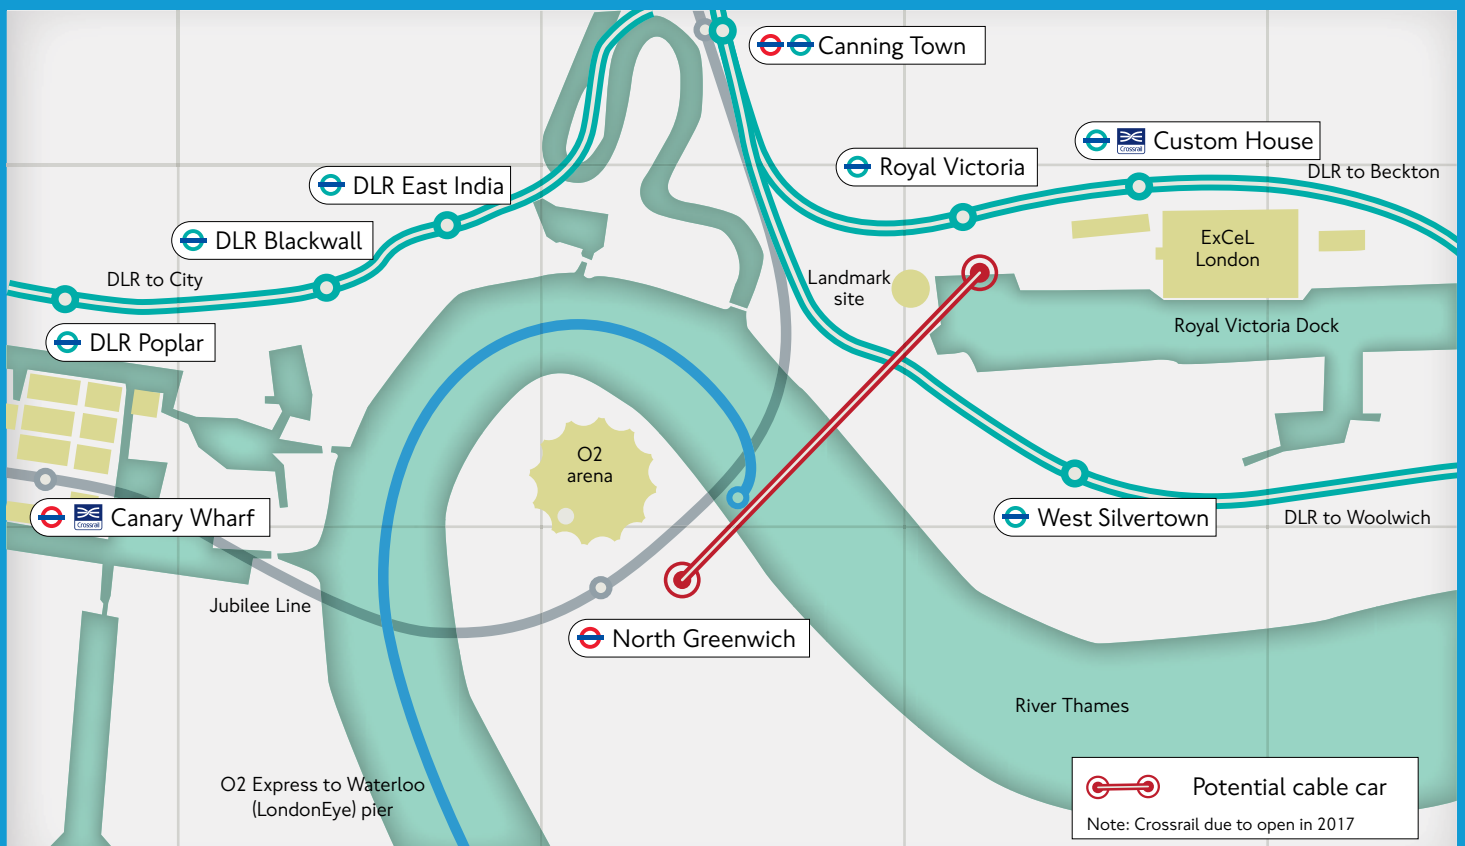 Canning Town
Crossrail
Custom House
Royal Victoria
DLR to Beckton
DLR East India
DLR Blackwall
ExCeL
London
DLR to City
Landmark
site
Royal Victoria Dock
DLR Poplar
O2
arena
Crossrail
Canary Wharf
West Silvertown
DLR to Woolwich
Jubilee Line
North Greenwich
River Thames
O2 Express to Waterloo
(LondonEye) pier
Potential cable car
Note: Crossrail due to open in 2017